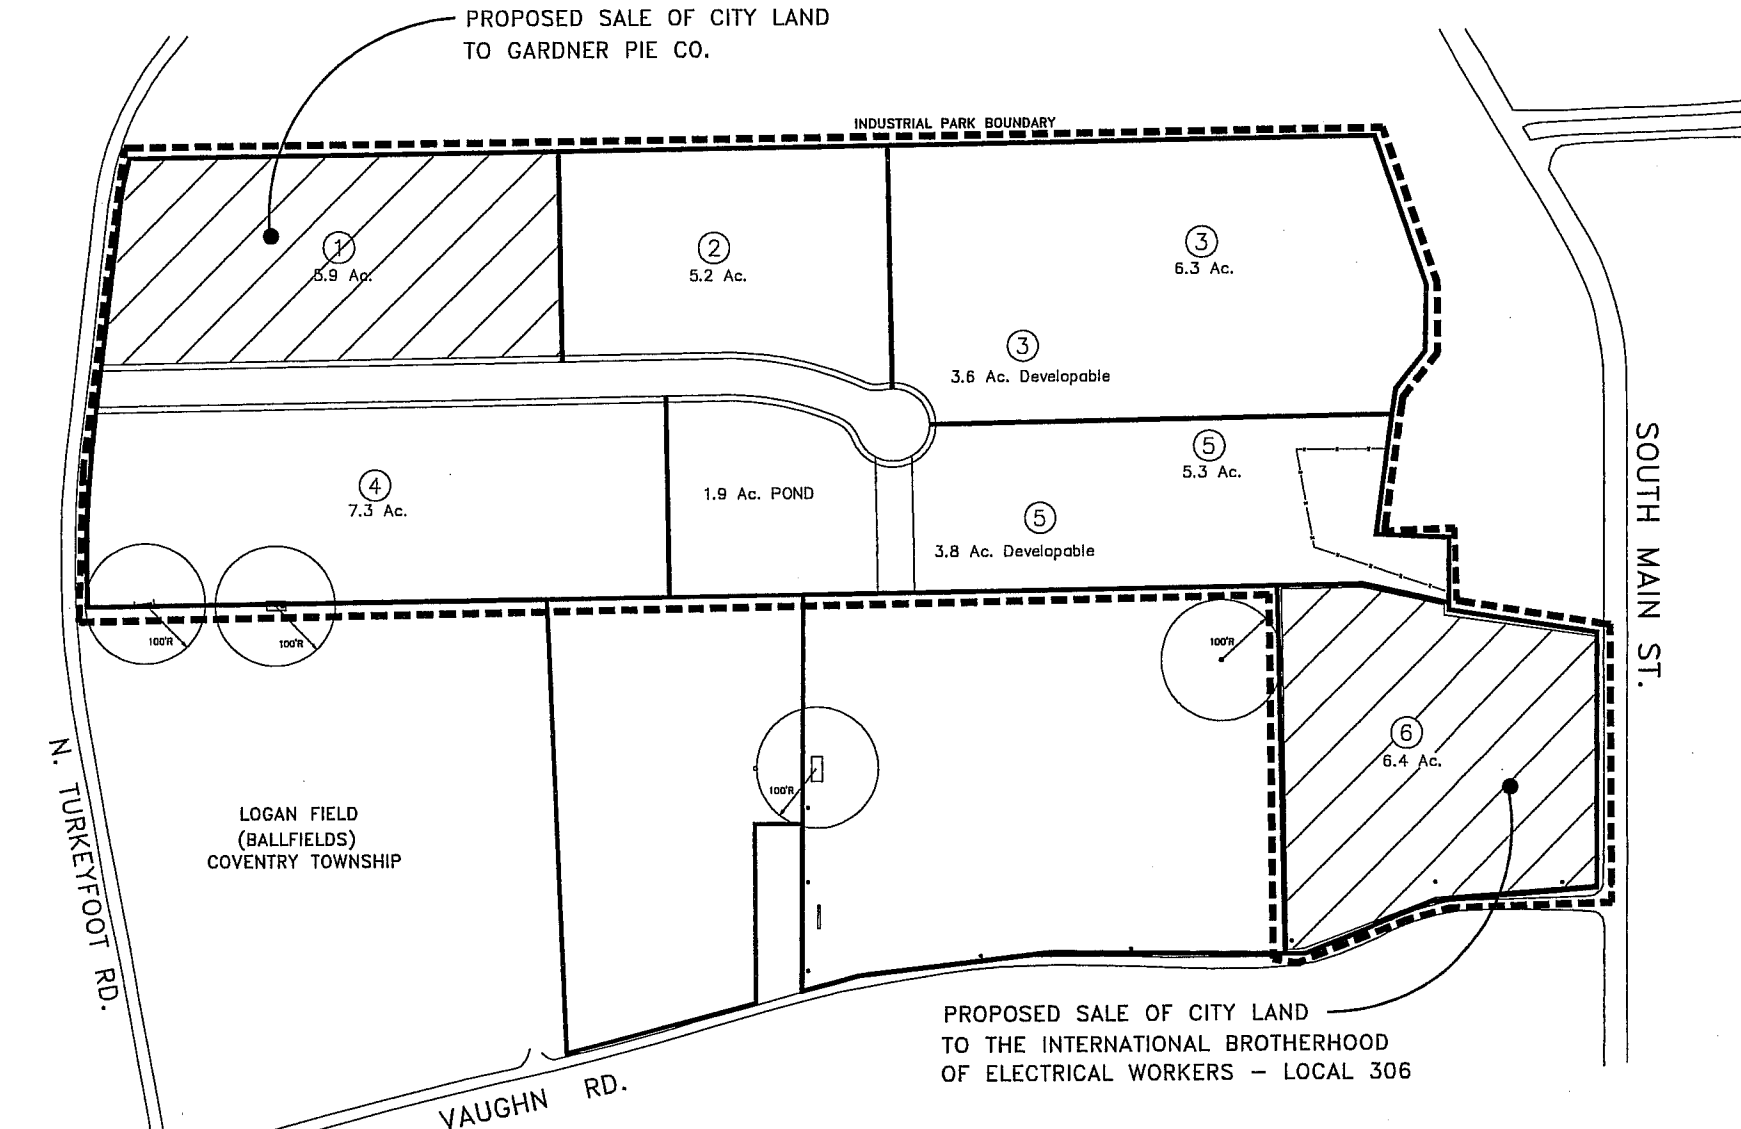 PROPOSED SALE OF CITY LAND
TO GARDNER PIE CO.
INDUSTRIAL PARK BOUNDARY
1
5.9 Ac.
2
5.2 Ac.
3
6.3 Ac.
3
3.6 Ac. Developable
4
7.3 Ac.
1.9 Ac. POND
5
5.3 Ac.
5
3.8 Ac. Developable
SOUTH MAIN ST.
100'R
100'R
100'R
100'R
6
6.4 Ac.
N. TURKEYFOOT RD.
LOGAN FIELD
(BALLFIELDS)
COVENTRY TOWNSHIP
PROPOSED SALE OF CITY LAND
TO THE INTERNATIONAL BROTHERHOOD
OF ELECTRICAL WORKERS – LOCAL 306
VAUGHN RD.